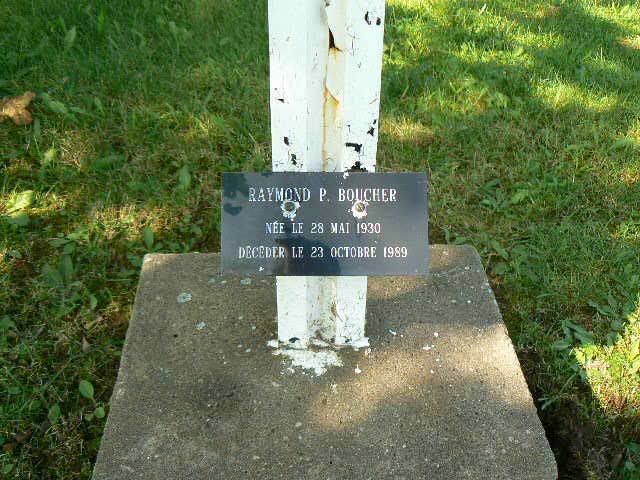 RAYMOND P. BOUCHER
NÉE LE 28 MAI 1930
DÉCÉDER LE 23 OCTOBRE 1989